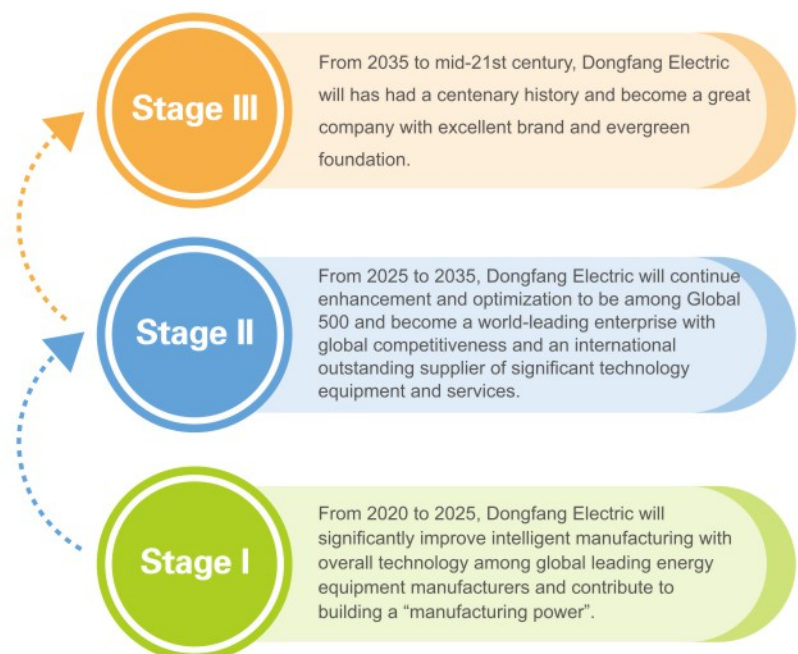 Stage III
From 2035 to mid-21st century, Dongfang Electric
will has had a centenary history and become a great
company with excellent brand and evergreen
foundation.
Stage II
From 2025 to 2035, Dongfang Electric will continue
enhancement and optimization to be among Global
500 and become a world-leading enterprise with
global competitiveness and an international
outstanding supplier of significant technology
equipment and services.
Stage I
From 2020 to 2025, Dongfang Electric will
significantly improve intelligent manufacturing with
overall technology among global leading energy
equipment manufacturers and contribute to
building a “manufacturing power”.